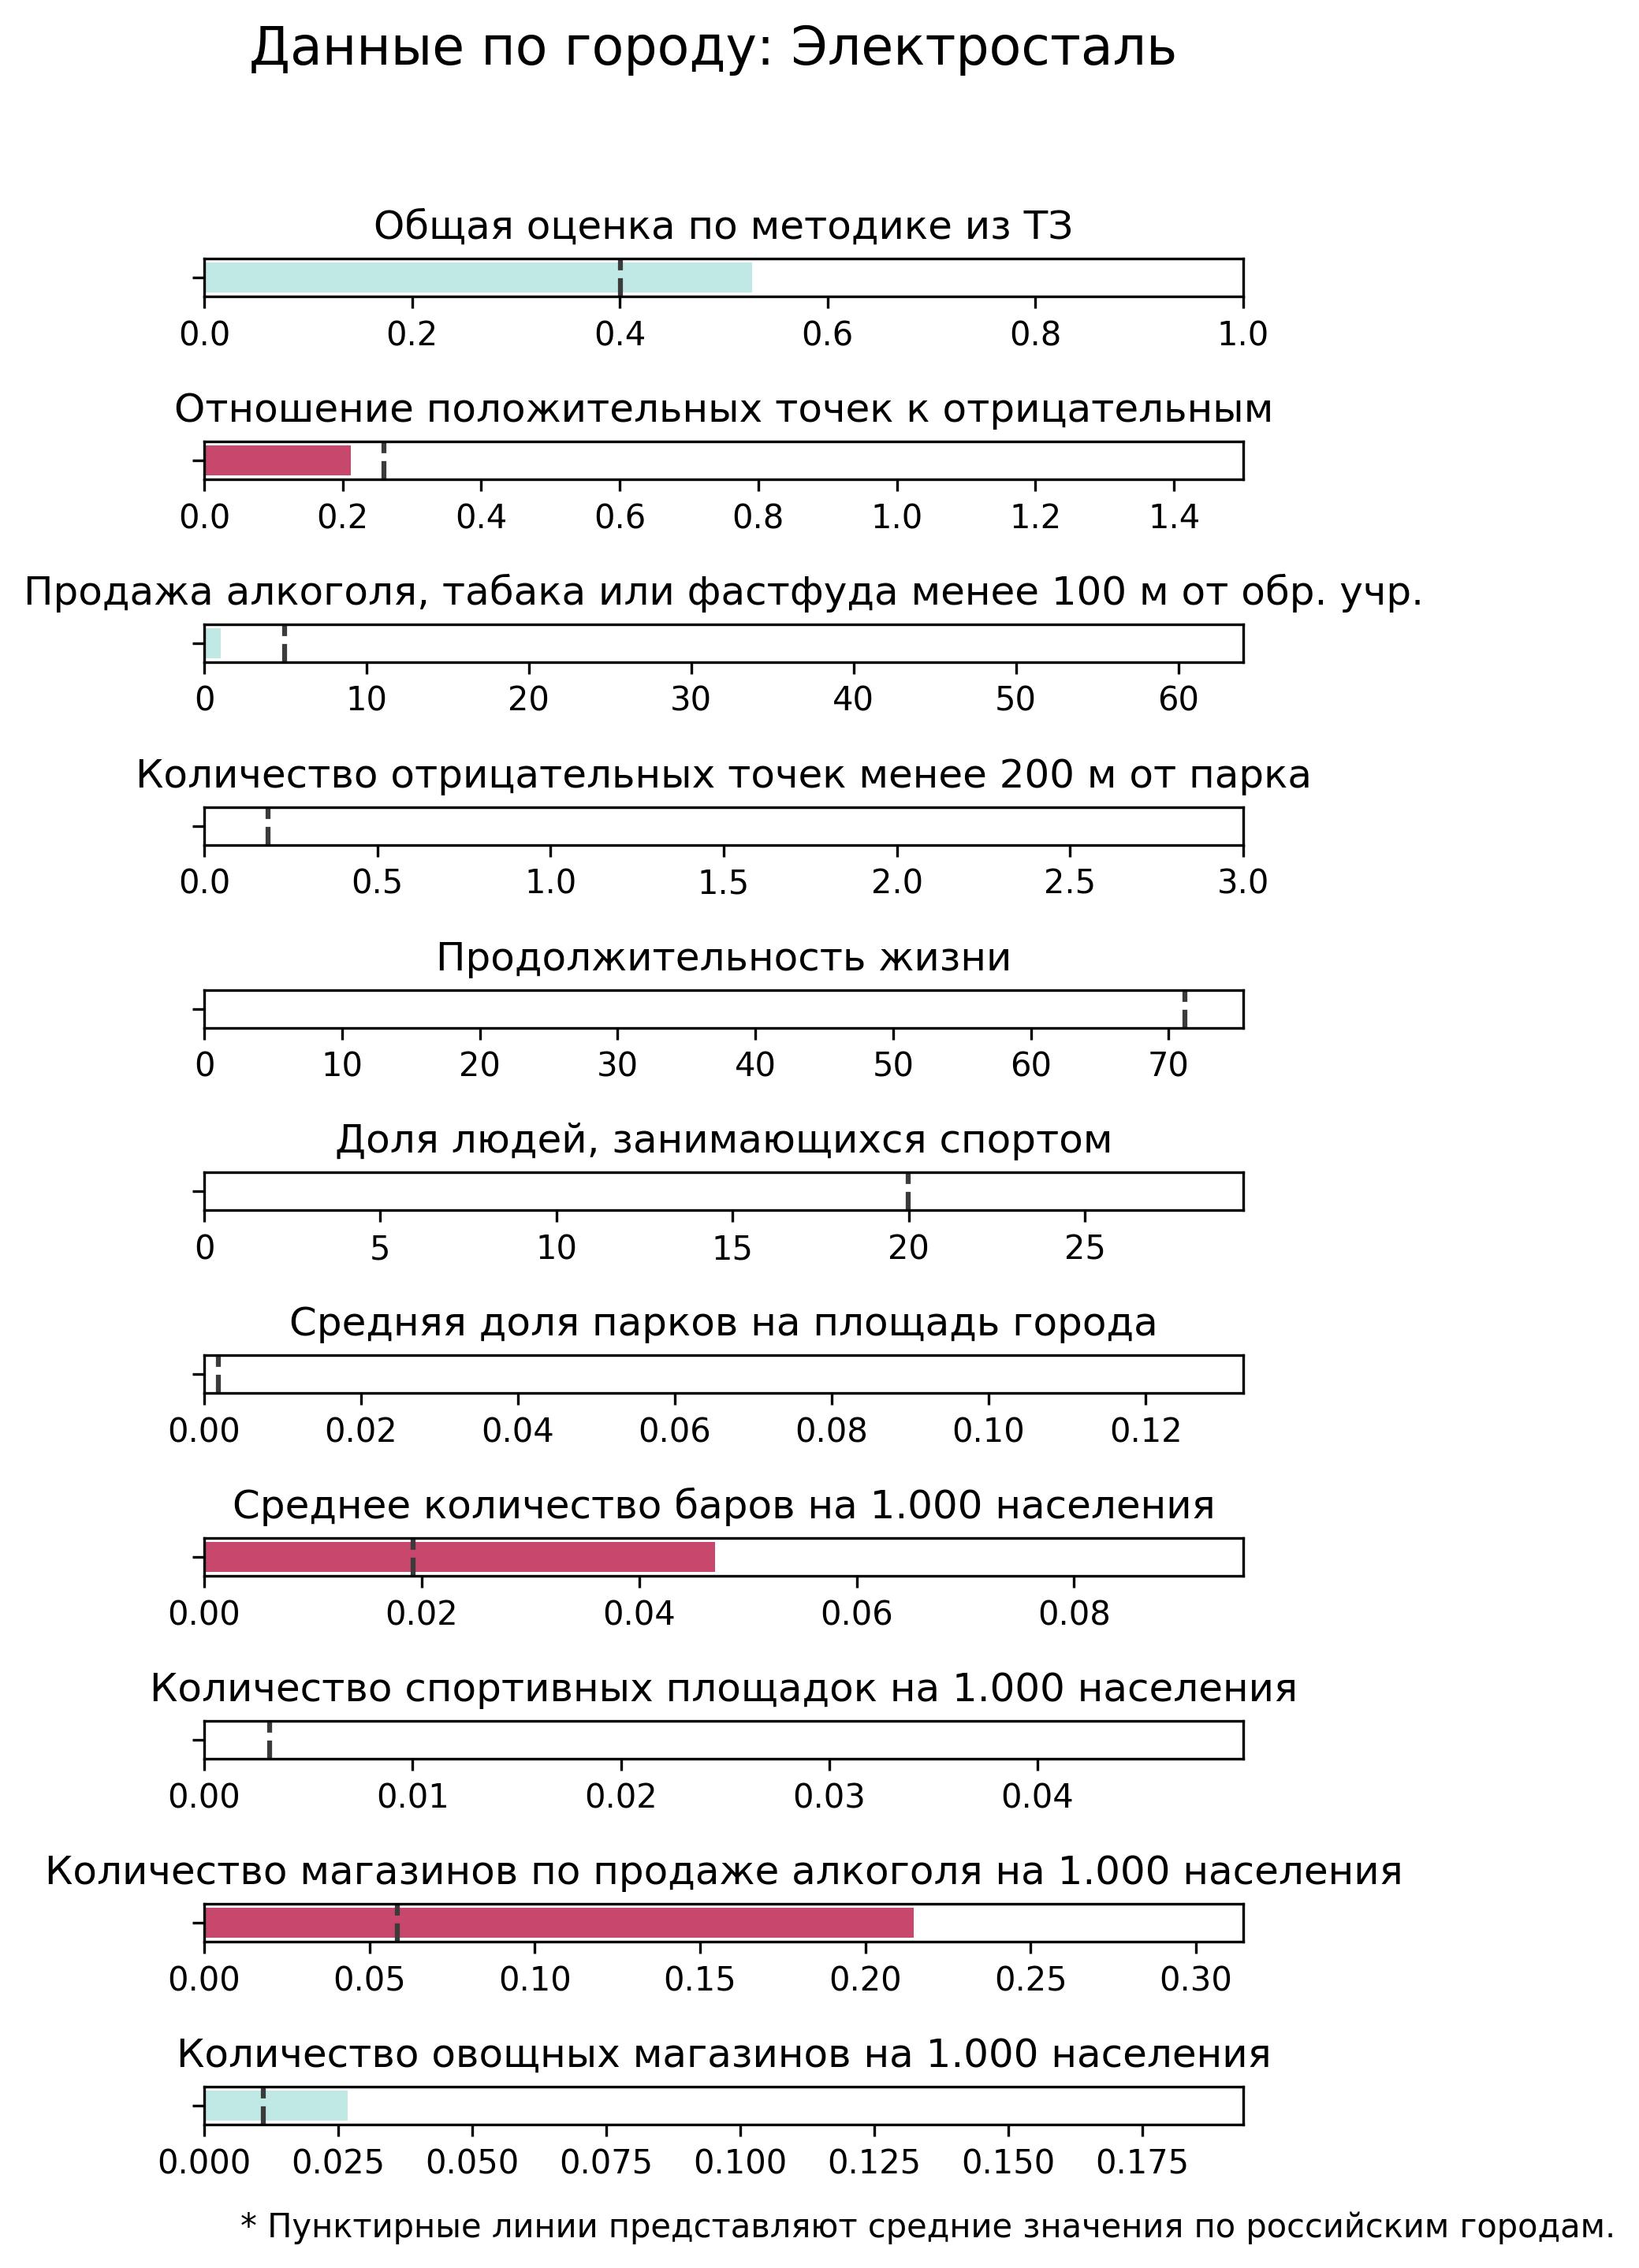 Данные по городу: Электросталь
Общая оценка по методике из ТЗ
0.0 0.2 0.4 0.6 0.8 1.0
Отношение положительных точек к отрицательным
0.0 0.2 0.4 0.6 0.8 1.0 1.2 1.4
Продажа алкоголя, табака или фастфуда менее 100 м от обр. учр.
0 10 20 30 40 50 60
Количество отрицательных точек менее 200 м от парка
0.0 0.5 1.0 1.5 2.0 2.5 3.0
Продолжительность жизни
0 10 20 30 40 50 60 70
Доля людей, занимающихся спортом
0 5 10 15 20 25
Средняя доля парков на площадь города
0.00 0.02 0.04 0.06 0.08 0.10 0.12
Среднее количество баров на 1.000 населения
0.00 0.02 0.04 0.06 0.08
Количество спортивных площадок на 1.000 населения
0.00 0.01 0.02 0.03 0.04
Количество магазинов по продаже алкоголя на 1.000 населения
0.00 0.05 0.10 0.15 0.20 0.25 0.30
Количество овощных магазинов на 1.000 населения
0.000 0.025 0.050 0.075 0.100 0.125 0.150 0.175
* Пунктирные линии представляют средние значения по российским городам.